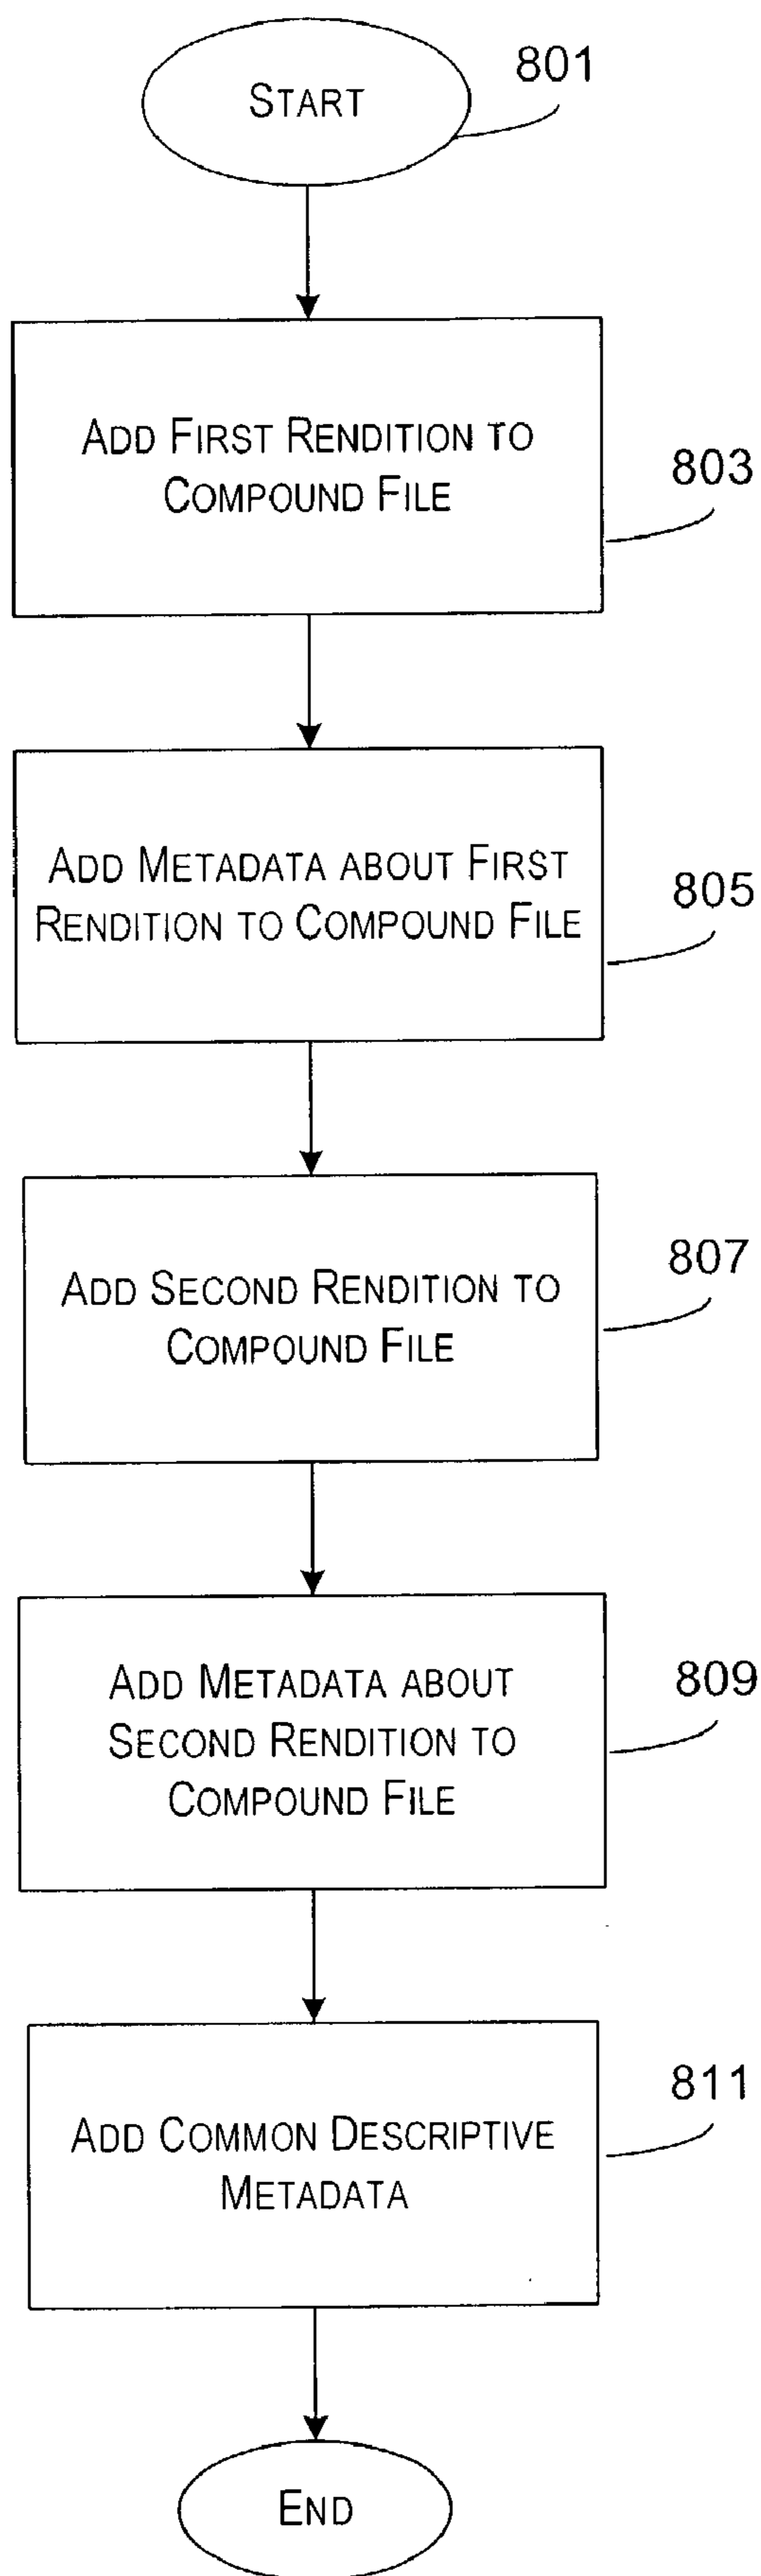 START
801
ADD FIRST RENDITION TO
COMPOUND FILE
803
ADD METADATA ABOUT FIRST
RENDITION TO COMPOUND FILE
805
ADD SECOND RENDITION TO
COMPOUND FILE
807
ADD METADATA ABOUT
SECOND RENDITION TO
COMPOUND FILE
809
ADD COMMON DESCRIPTIVE
METADATA
811
END